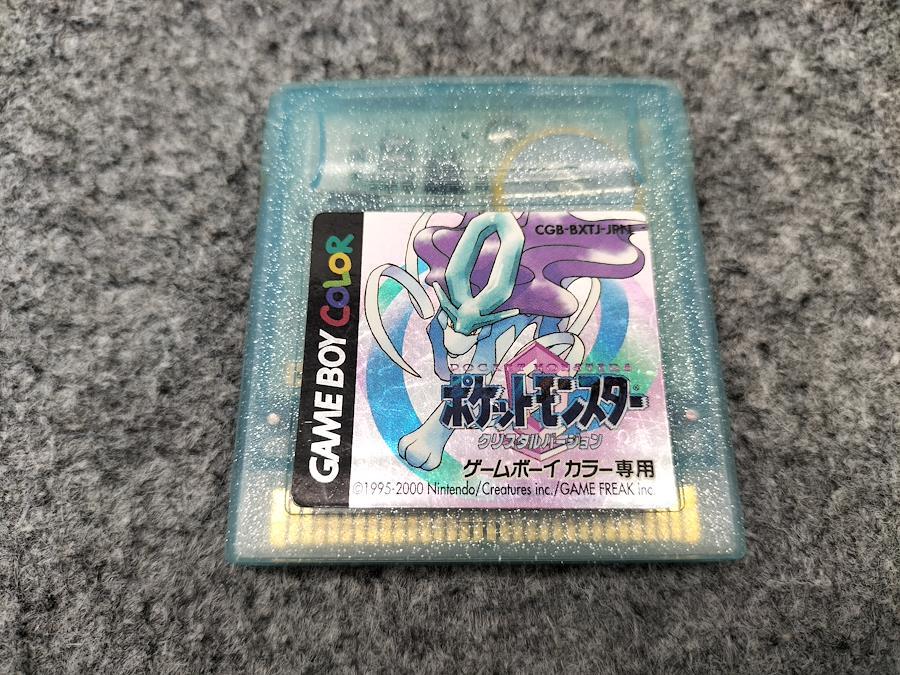 GAME BOY COLOR
CGB-BXTJ-JPN
POCKET MONSTERS
ポケットモンスター
クリスタルバージョン
ゲームボーイ カラー専用
©1995-2000 Nintendo/Creatures inc./GAME FREAK inc.